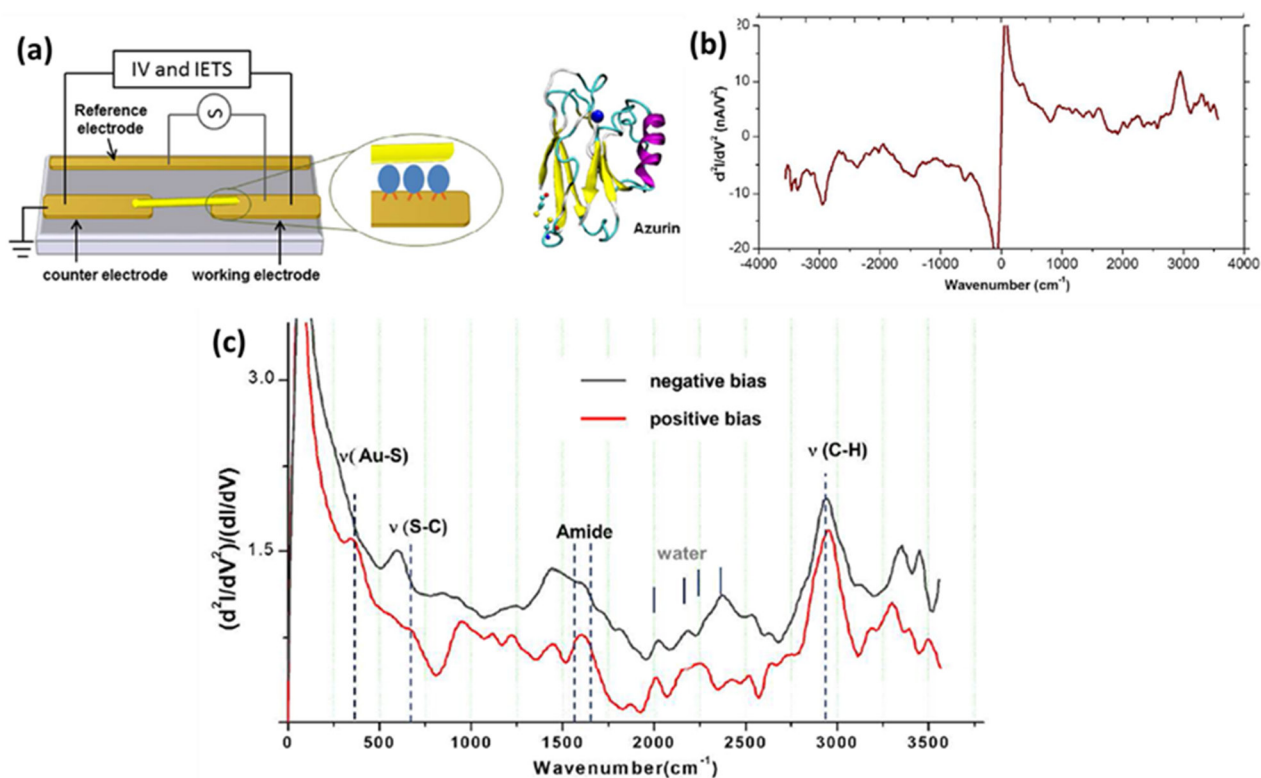 (a)
IV and IETS
Reference
electrode
S
counter electrode
working electrode
Azurin
(b)
d²I/dV² (nA/V²)
20
10
0
-10
-20
-4000 -3000 -2000 -1000 0 1000 2000 3000 4000
Wavenumber (cm⁻¹)
(c)
(d²I/dV²)/(dI/dV)
3.0
1.5
negative bias
positive bias
ν(Au-S)
ν (S-C)
Amide
water
ν (C-H)
0 500 1000 1500 2000 2500 3000 3500
Wavenumber(cm⁻¹)